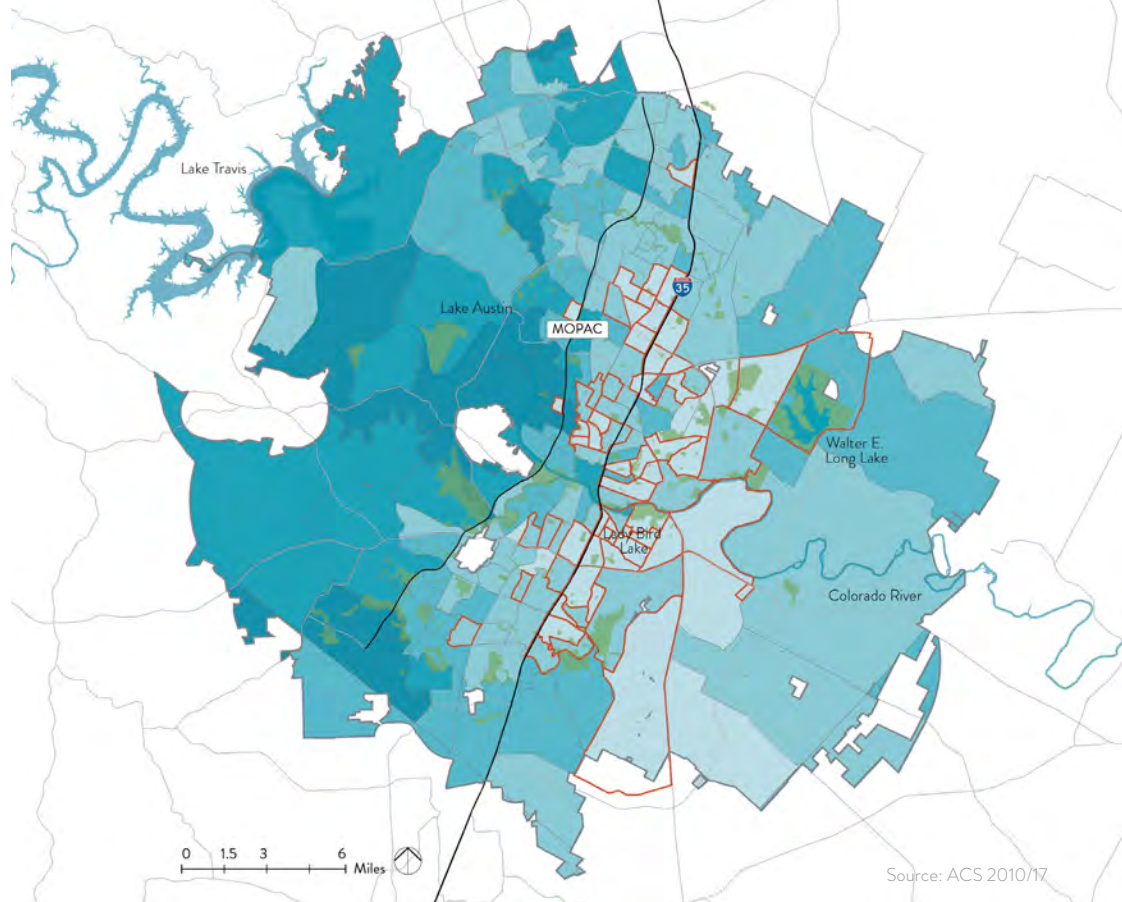 Lake Travis
35
Lake Austin
MOPAC
Walter E.
Long Lake
Lady Bird
Lake
Colorado River
0 1.5 3 6
Miles
Source: ACS 2010/17